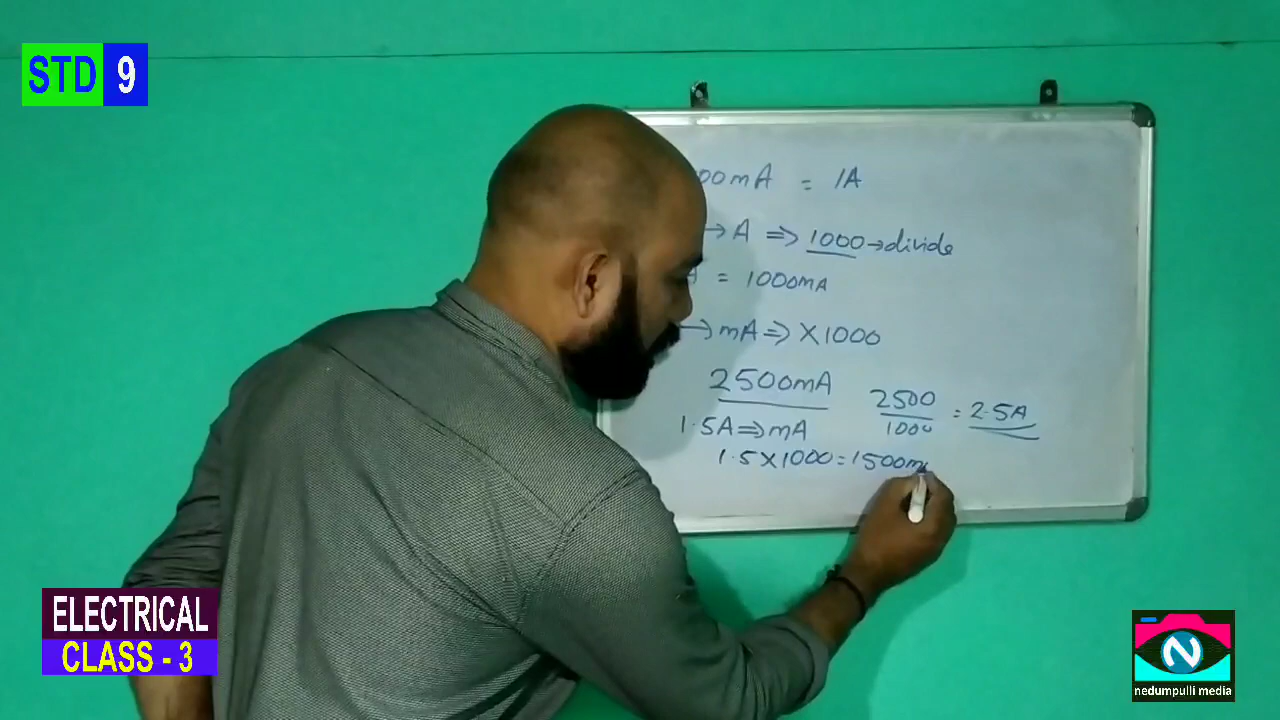 STD 9
00mA = 1A
→ A ⇒ 1000 → divide
= 1000mA
→ mA ⇒ X1000
2500mA
2500
1000
= 2.5A
1.5A ⇒ mA
1.5X1000=1500m
ELECTRICAL
CLASS - 3
N
nedumpulli media